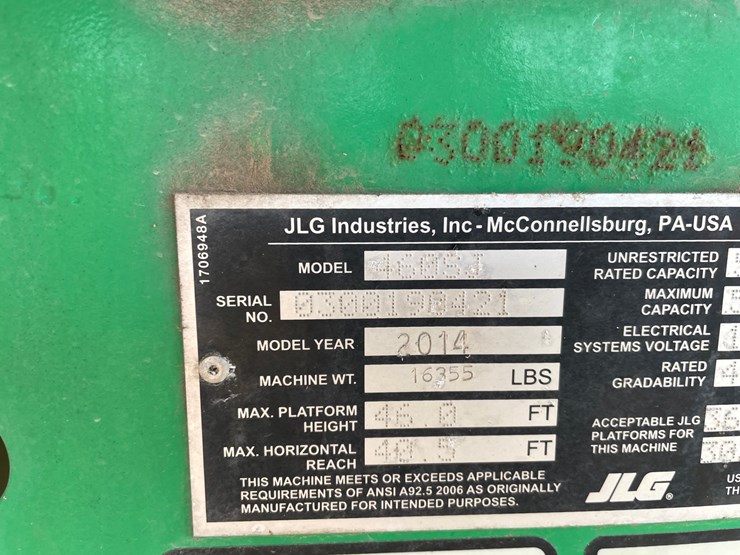 0300190421
1706948A
JLG Industries, Inc - McConnellsburg, PA-USA
MODEL 460SJ
SERIAL NO. 0300190421
MODEL YEAR 2014
MACHINE WT. 16355 LBS
MAX. PLATFORM HEIGHT 46.0 FT
MAX. HORIZONTAL REACH 40.5 FT
UNRESTRICTED
RATED CAPACITY
MAXIMUM
CAPACITY
ELECTRICAL
SYSTEMS VOLTAGE
RATED
GRADABILITY
ACCEPTABLE JLG
PLATFORMS FOR
THIS MACHINE
THIS MACHINE MEETS OR EXCEEDS APPLICABLE
REQUIREMENTS OF ANSI A92.5 2006 AS ORIGINALLY
MANUFACTURED FOR INTENDED PURPOSES.
JLG®